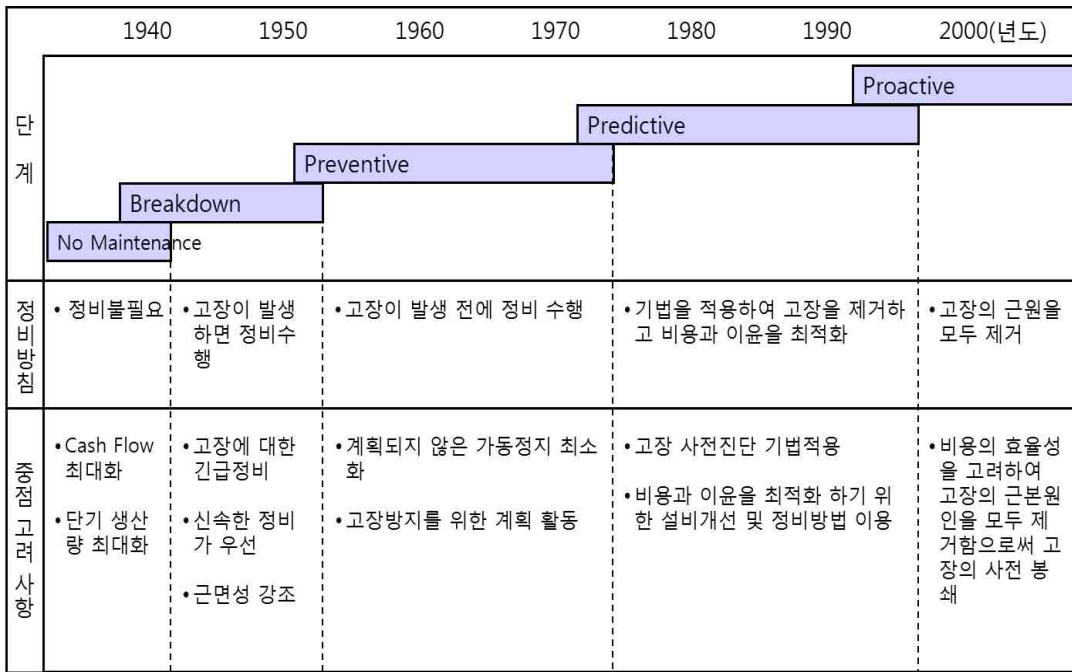 1940 1950 1960 1970 1980 1990 2000(년도)
단
계
Proactive
Predictive
Preventive
Breakdown
No Maintenance
정
비
방
침
• 정비불필요
• 고장이 발생
하면 정비수
행
• 고장이 발생 전에 정비 수행
• 기법을 적용하여 고장을 제거하
고 비용과 이윤을 최적화
• 고장의 근원을
모두 제거
중
점
고
려
사
항
• Cash Flow
최대화
• 단기 생산
량 최대화
• 고장에 대한
긴급정비
• 신속한 정비
가 우선
• 근면성 강조
• 계획되지 않은 가동정지 최소
화
• 고장방지를 위한 계획 활동
• 고장 사전진단 기법적용
• 비용과 이윤을 최적화 하기 위
한 설비개선 및 정비방법 이용
• 비용의 효율성
을 고려하여
고장의 근본원
인을 모두 제
거함으로써 고
장의 사전 봉
쇄